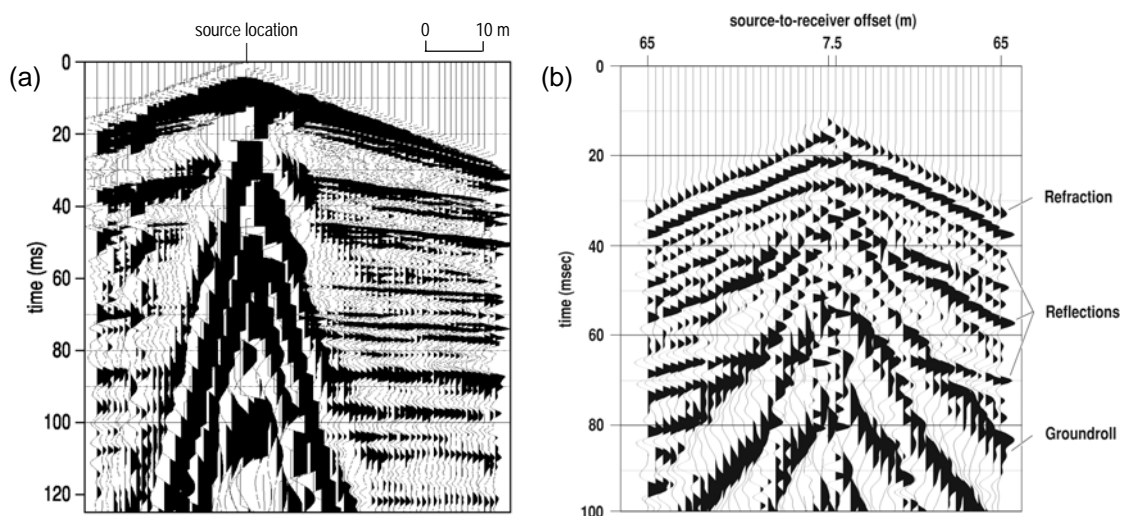 source location
0 10 m
(a)
time (ms)
0
20
40
60
80
100
120
(b)
source-to-receiver offset (m)
65 7.5 65
time (msec)
0
20
40
60
80
100
Refraction
Reflections
Groundroll